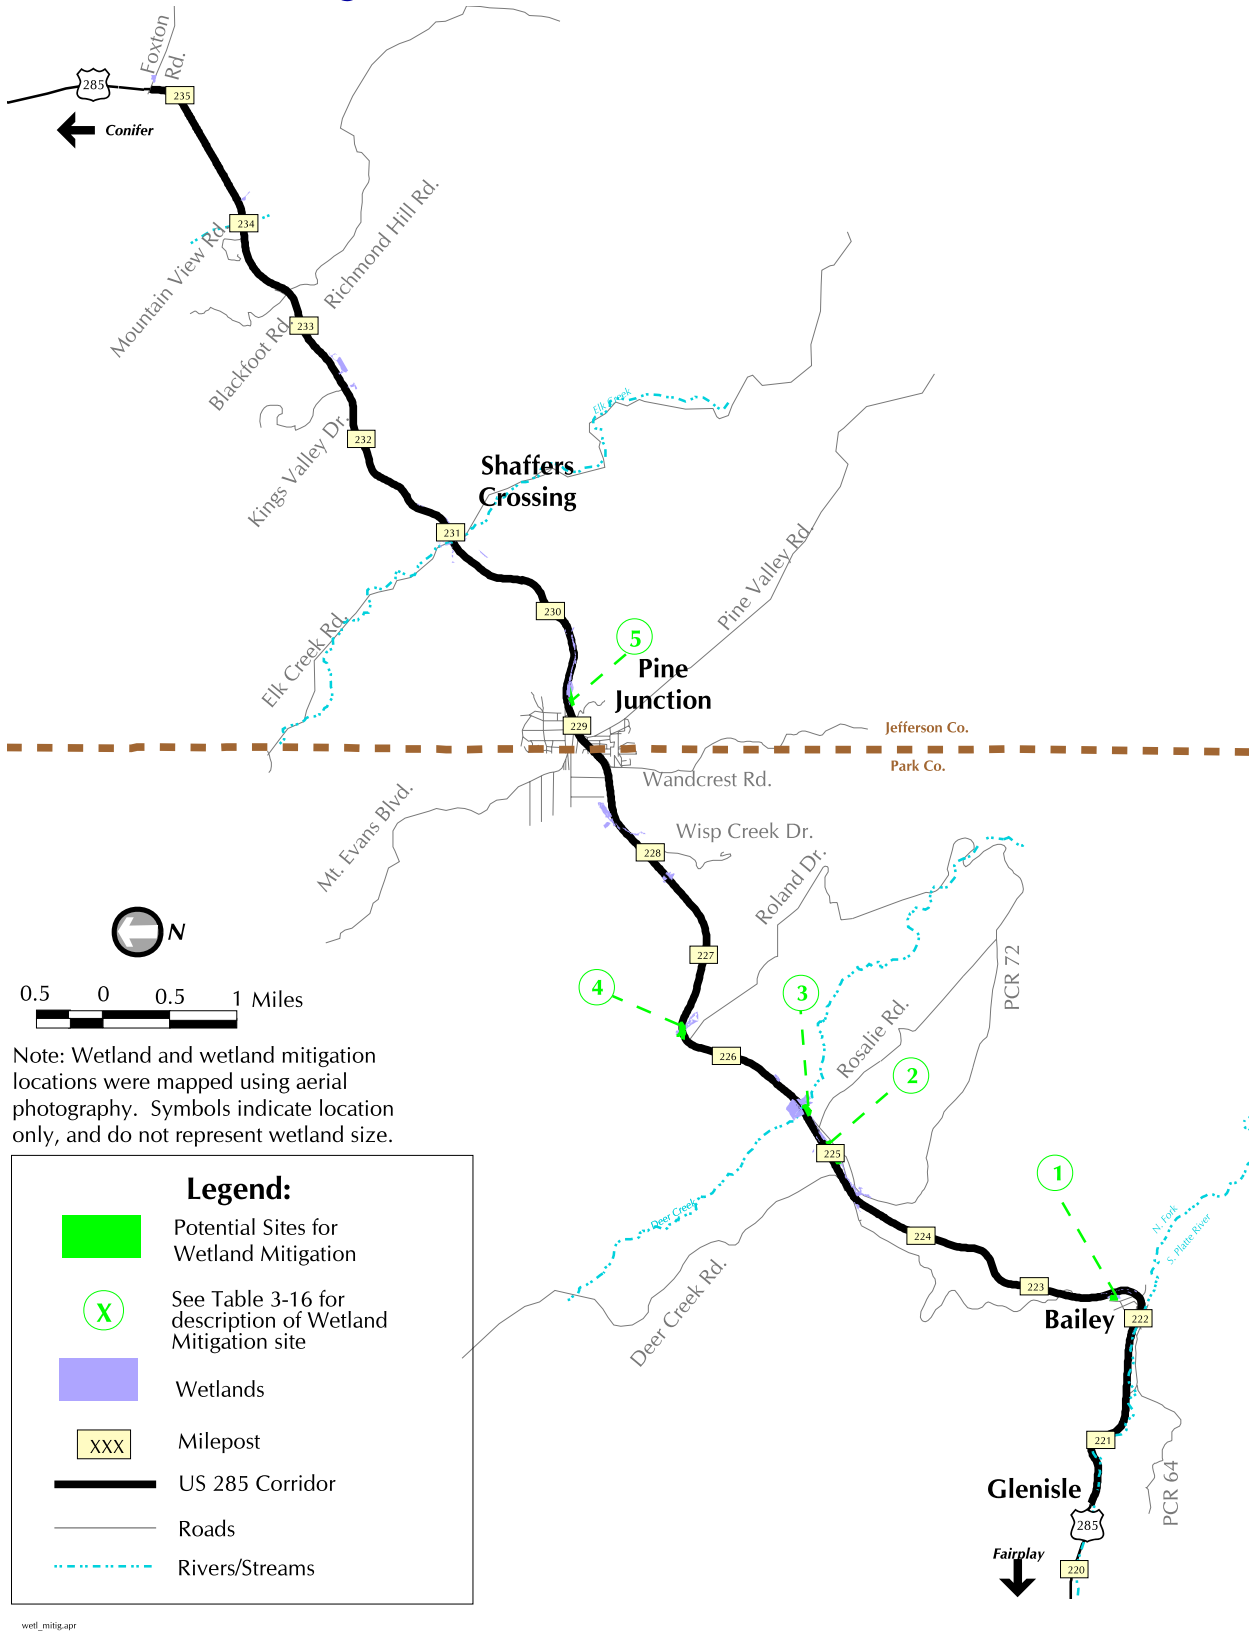 Foxton
Rd.
285
235
Conifer
234
Mountain View Rd.
Richmond Hill Rd.
233
Blackfoot Rd.
232
Kings Valley Dr.
Elk Creek
Shaffers
Crossing
231
Pine Valley Rd.
230
Elk Creek Rd.
5
Pine
Junction
229
Jefferson Co.
Park Co.
Wandcrest Rd.
Mt. Evans Blvd.
Wisp Creek Dr.
228
Roland Dr.
N
227
PCR 72
4
3
0.5 0 0.5 1 Miles
Rosalie Rd.
226
2
Note: Wetland and wetland mitigation
locations were mapped using aerial
photography. Symbols indicate location
only, and do not represent wetland size.
225
1
Deer Creek
N. Fork
S. Platte River
224
Deer Creek Rd.
223
Bailey
222
221
PCR 64
Glenisle
285
Fairplay
220
Legend:
Potential Sites for
Wetland Mitigation
X
See Table 3-16 for
description of Wetland
Mitigation site
Wetlands
XXX
Milepost
US 285 Corridor
Roads
Rivers/Streams
wetl_mitig.apr